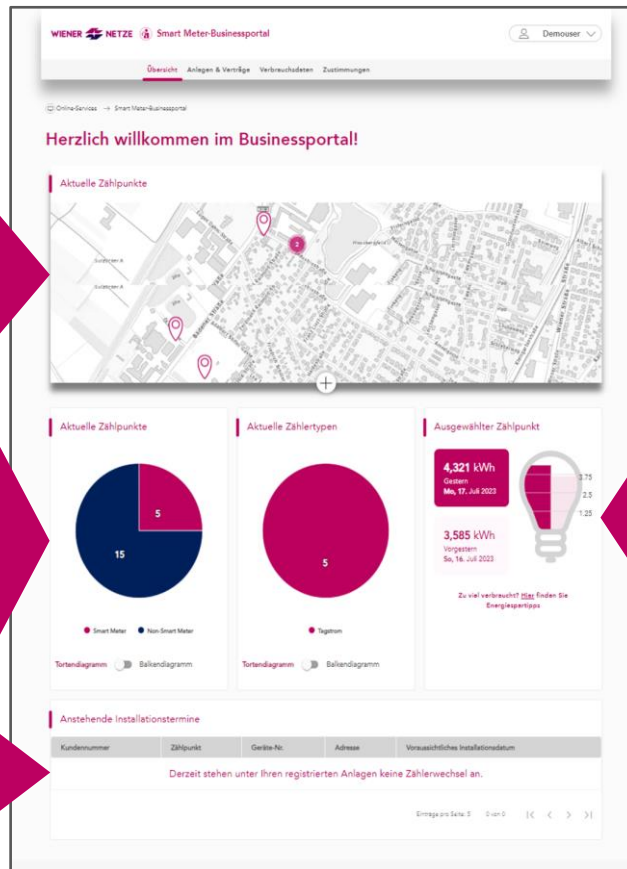 WIENER NETZE Smart Meter-Businessportal
Demouser
Übersicht Anlagen & Verträge Verbrauchsdaten Zustimmungen
Online-Services → Smart Meter-Businessportal
Herzlich willkommen im Businessportal!
Aktuelle Zählpunkte
2
Aktuelle Zählpunkte
5
15
Smart Meter Non-Smart Meter
Tortendiagramm Balkendiagramm
Aktuelle Zählertypen
5
Tagstrom
Tortendiagramm Balkendiagramm
Ausgewählter Zählpunkt
4,321 kWh
Gestern
Mo, 17. Juli 2023
3,585 kWh
Vorgestern
So, 16. Juli 2023
3.75
2.5
1.25
Zu viel verbraucht? Hier finden Sie
Energiespartipps
Anstehende Installationstermine
Kundennummer Zählpunkt Geräte-Nr. Adresse Voraussichtliches Installationsdatum
Derzeit stehen unter Ihren registrierten Anlagen keine Zählerwechsel an.
Einträge pro Seite: 5 0 von 0